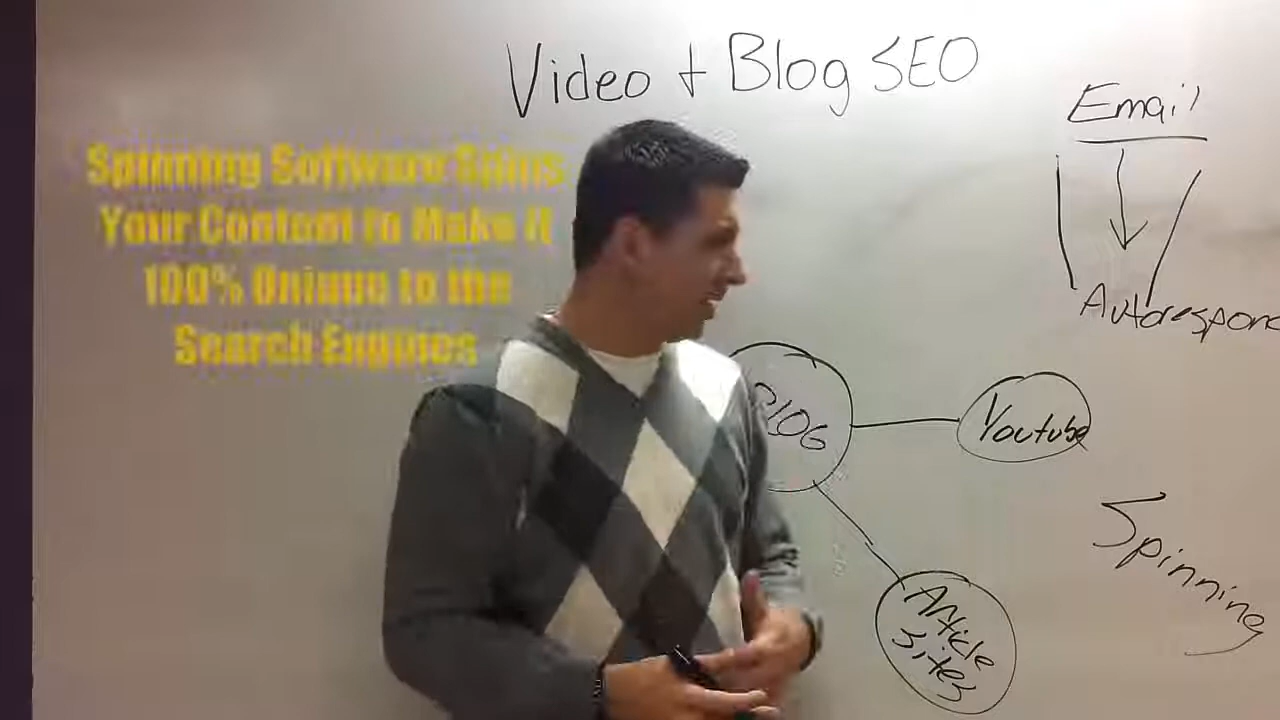 Video + Blog SEO
Email
Spinning Software Spins
Your Content to Make it
100% Unique to the
Search Engines
Autorespon
BLOG
Youtube
Spinning
Article
Sites